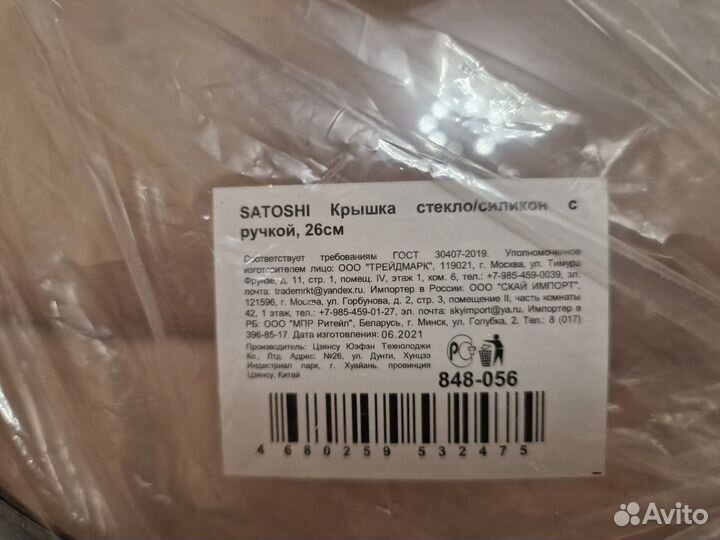 SATOSHI Крышка стекло/силикон с
ручкой, 26см
Соответствует требованиям ГОСТ 30407-2019. Уполномоченное
изготовителем лицо: ООО "ТРЕЙДМАРК", 119021, г. Москва, ул. Тимура
Фрунзе, д. 11, стр. 1, помещ. IV, этаж 1, ком. 6, тел.: +7-985-459-0039, эл.
почта: trademrkt@yandex.ru. Импортер в России: ООО "СКАЙ ИМПОРТ",
121596, г. Москва, ул. Горбунова, д. 2, стр. 3, помещение II, часть комнаты
42, 1 этаж, тел.: +7-985-459-01-27, эл. почта: skyimport@ya.ru. Импортер в
РБ: ООО "МПР Ритейл", Беларусь, г. Минск, ул. Голубка, 2. Тел.: 8 (017)
396-85-17. Дата изготовления: 06.2021
Производитель: Цзянсу Юэфэн Технолоджи
Ко., Лтд. Адрес: №26, ул. Дунти, Хунцзэ
Индастриал парк, г. Хуайань, провинция
Цзянсу, Китай
РСТ
848-056
4 680259 532475
Avito